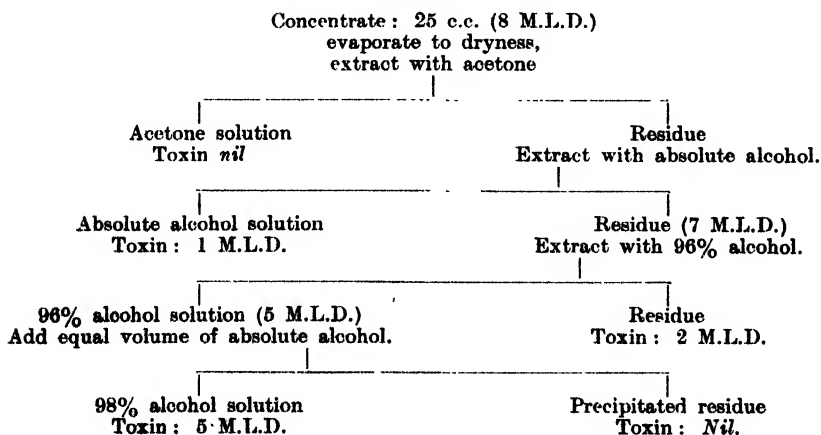 Concentrate : 25 c.c. (8 M.L.D.)
evaporate to dryness,
extract with acetone
Acetone solution
Toxin nil
Residue
Extract with absolute alcohol.
Absolute alcohol solution
Toxin : 1 M.L.D.
Residue (7 M.L.D.)
Extract with 96% alcohol.
96% alcohol solution (5 M.L.D.)
Add equal volume of absolute alcohol.
Residue
Toxin : 2 M.L.D.
98% alcohol solution
Toxin : 5 M.L.D.
Precipitated residue
Toxin : Nil.